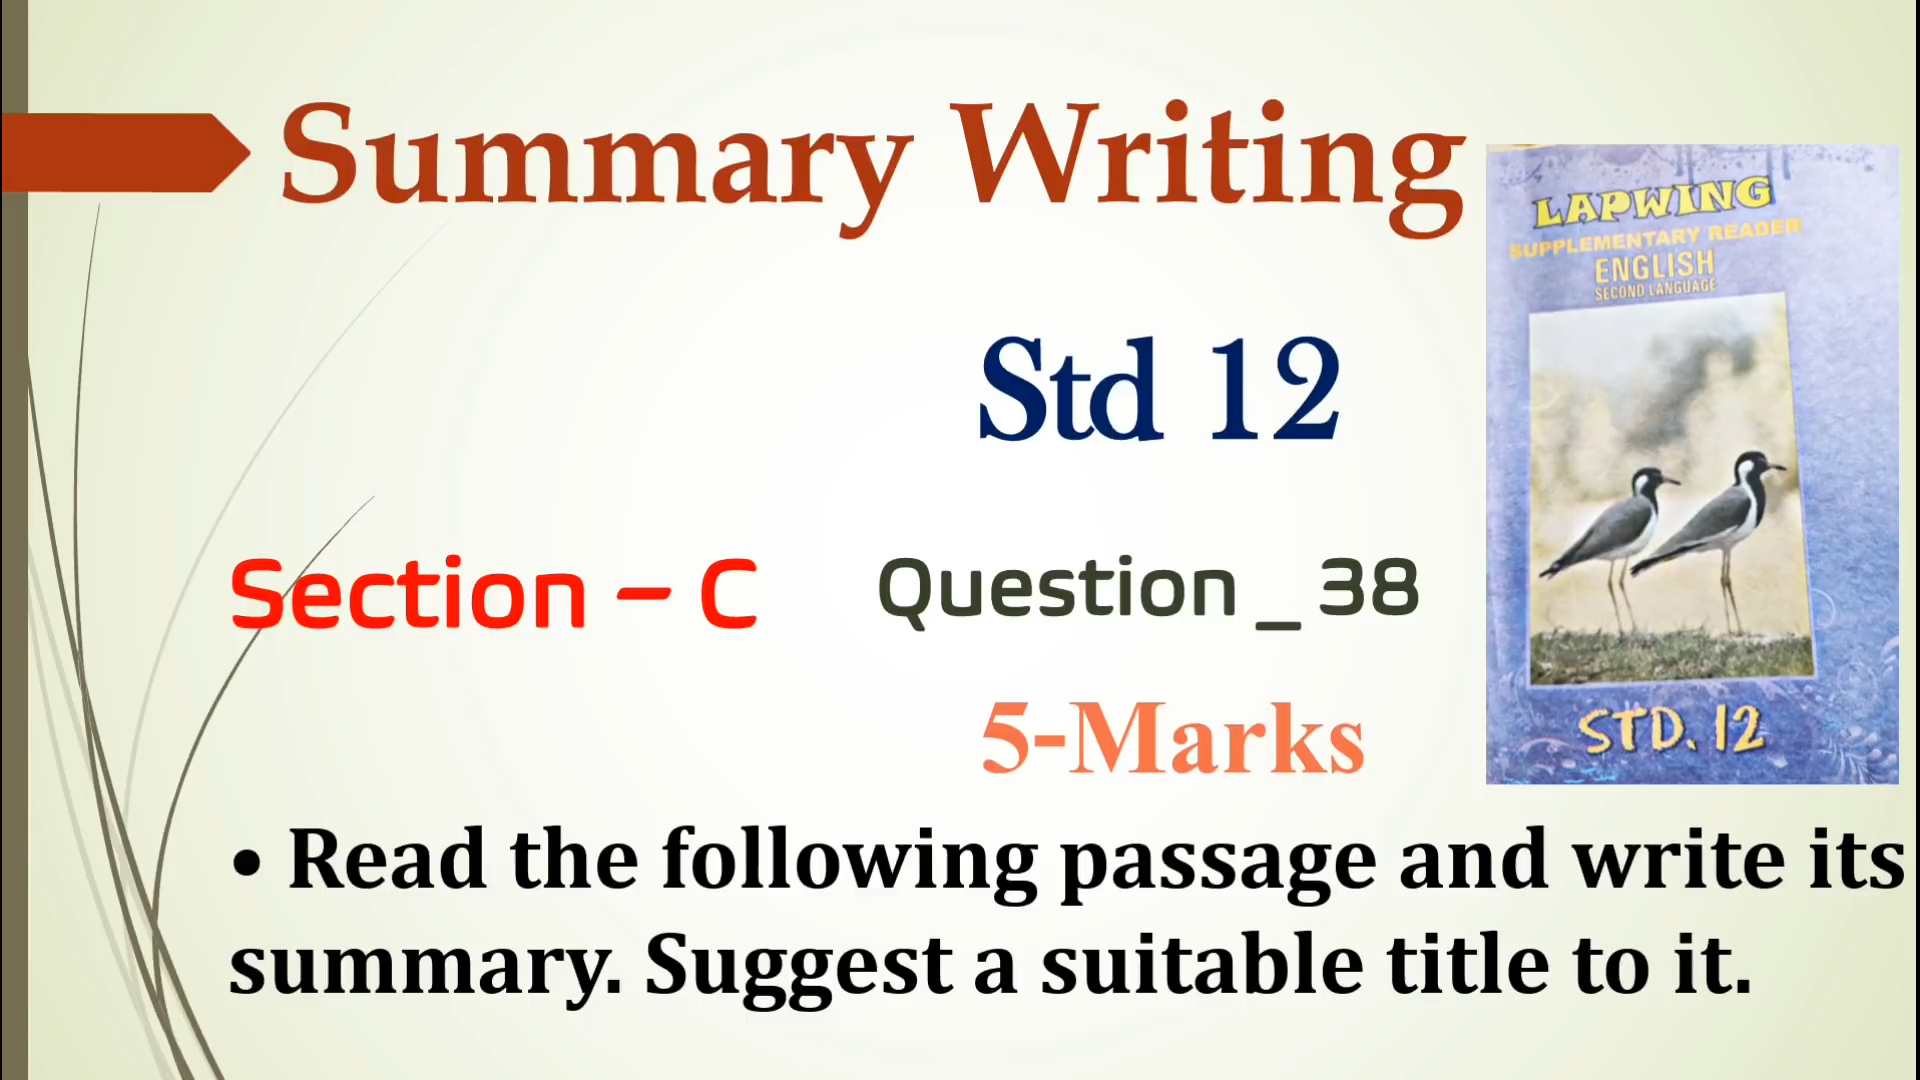 Summary Writing
LAPWING
SUPPLEMENTARY READER
ENGLISH
SECOND LANGUAGE
STD. 12
Std 12
Section – C Question _ 38
5-Marks
• Read the following passage and write its
summary. Suggest a suitable title to it.